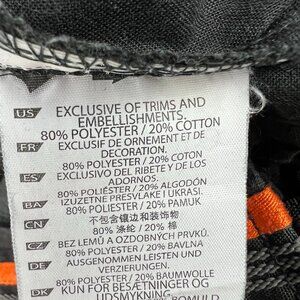 US EXCLUSIVE OF TRIMS AND
EMBELLISHMENTS.
80% POLYESTER / 20% COTTON
FR EXCLUSIF DE ORNEMENT ET DE
DECORATION.
80% POLYESTER / 20% COTON
ES EXCLUSIVO DEL RIBETE Y DE LOS
ADORNOS.
80% POLIÉSTER / 20% ALGODÓN
BA IZUZETNE PRESVLAKE I UKRASI.
80% POLIESTER / 20% PAMUK
CN 不包含镶边和装饰物
80% 涤纶 / 20% 棉
CZ BEZ LEMŮ A OZDOBNÝCH PRVKŮ.
80% POLYESTER / 20% BAVLNA
DE AUSGENOMMEN LEISTEN UND
VERZIERUNGEN.
80% POLYESTER / 20% BAUMWOLLE
DK KUN FOR BESÆTNINGER OG
UDSMYKNING